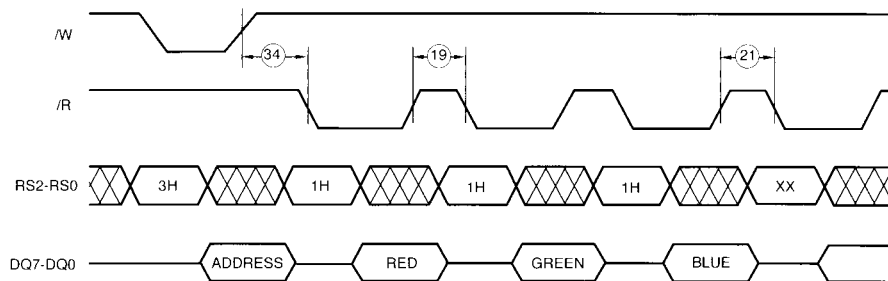 /W
34 19 21
/R
RS2-RS0 3H 1H 1H 1H XX
DQ7-DQ0 ADDRESS RED GREEN BLUE